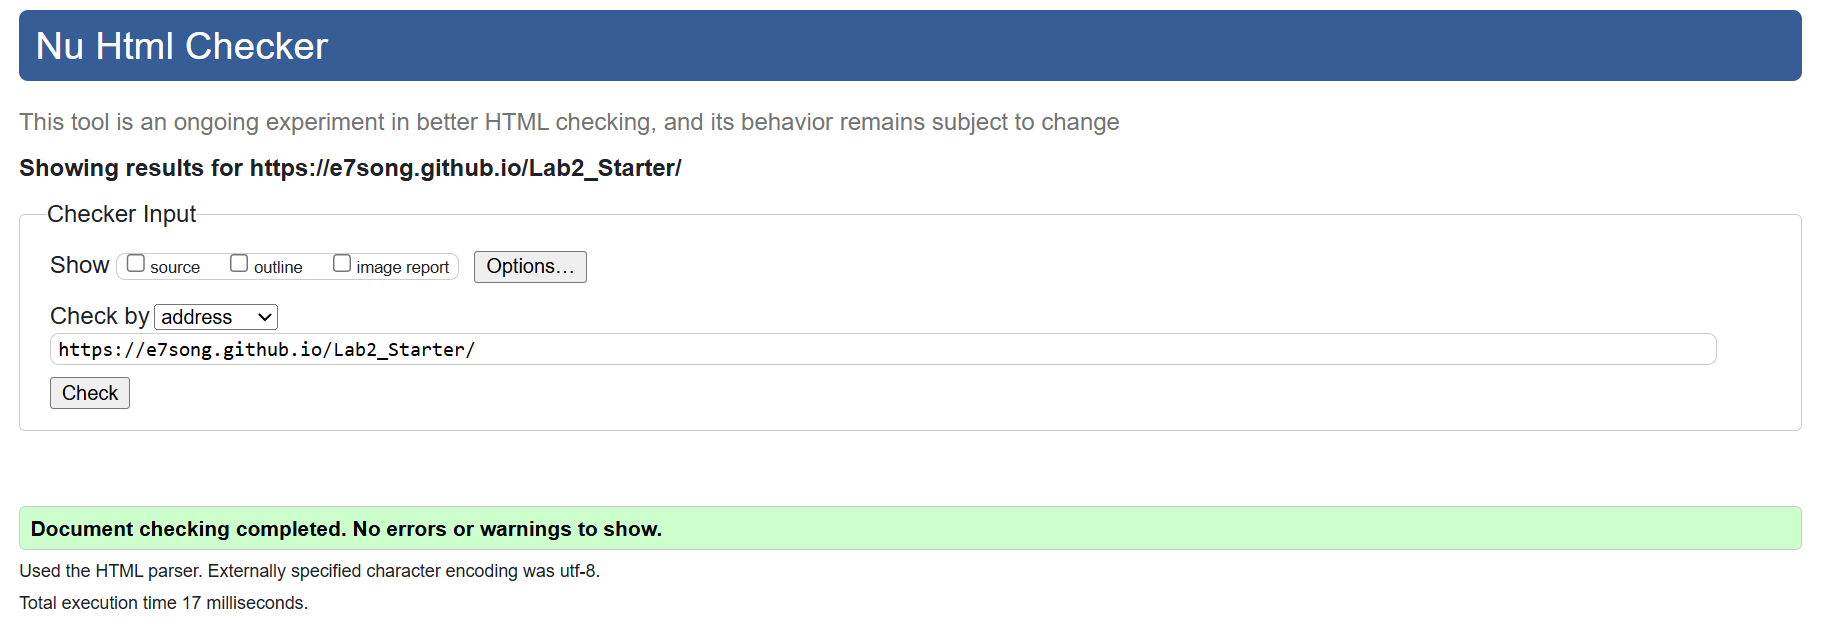 Nu Html Checker
This tool is an ongoing experiment in better HTML checking, and its behavior remains subject to change
Showing results for https://e7song.github.io/Lab2_Starter/
Checker Input
Show source outline image report Options…
Check by address
https://e7song.github.io/Lab2_Starter/
Check
Document checking completed. No errors or warnings to show.
Used the HTML parser. Externally specified character encoding was utf-8.
Total execution time 17 milliseconds.